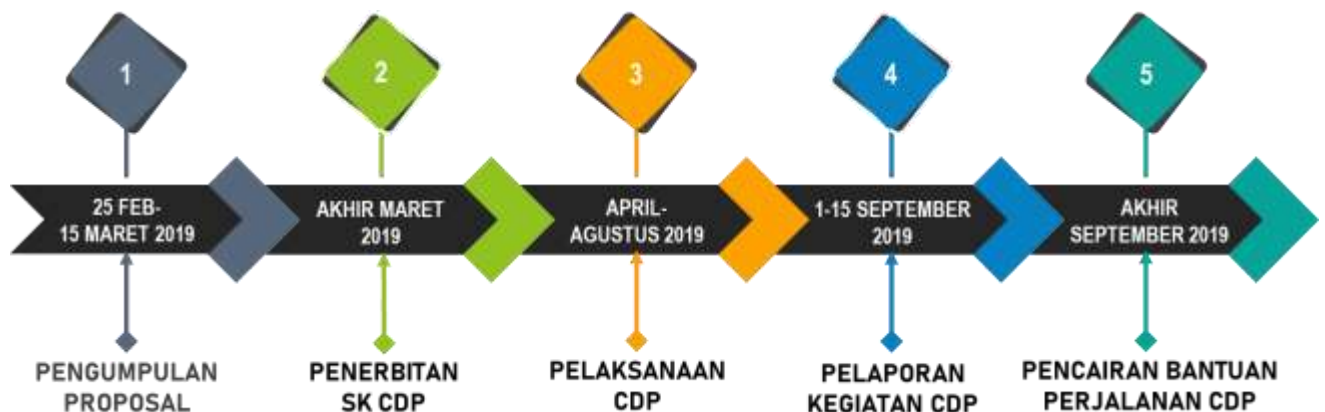 1
2
3
4
5
25 FEB-
15 MARET 2019
AKHIR MARET
2019
APRIL-
AGUSTUS 2019
1-15 SEPTEMBER
2019
AKHIR
SEPTEMBER 2019
PENGUMPULAN
PROPOSAL
PENERBITAN
SK CDP
PELAKSANAAN
CDP
PELAPORAN
KEGIATAN CDP
PENCAIRAN BANTUAN
PERJALANAN CDP